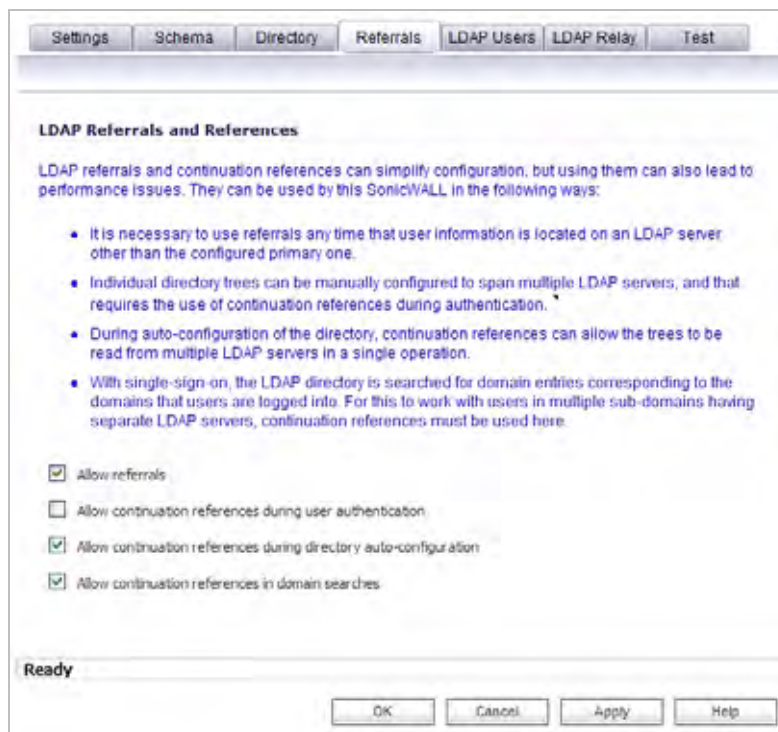 Settings Schema Directory Referrals LDAP Users LDAP Relay Test
LDAP Referrals and References
LDAP referrals and continuation references can simplify configuration, but using them can also lead to
performance issues. They can be used by this SonicWALL in the following ways:
• It is necessary to use referrals any time that user information is located on an LDAP server
other than the configured primary one.
• Individual directory trees can be manually configured to span multiple LDAP servers, and that
requires the use of continuation references during authentication.
• During auto-configuration of the directory, continuation references can allow the trees to be
read from multiple LDAP servers in a single operation.
• With single-sign-on, the LDAP directory is searched for domain entries corresponding to the
domains that users are logged into. For this to work with users in multiple sub-domains having
separate LDAP servers, continuation references must be used here.
Allow referrals
Allow continuation references during user authentication
Allow continuation references during directory auto-configuration
Allow continuation references in domain searches
Ready
OK Cancel Apply Help